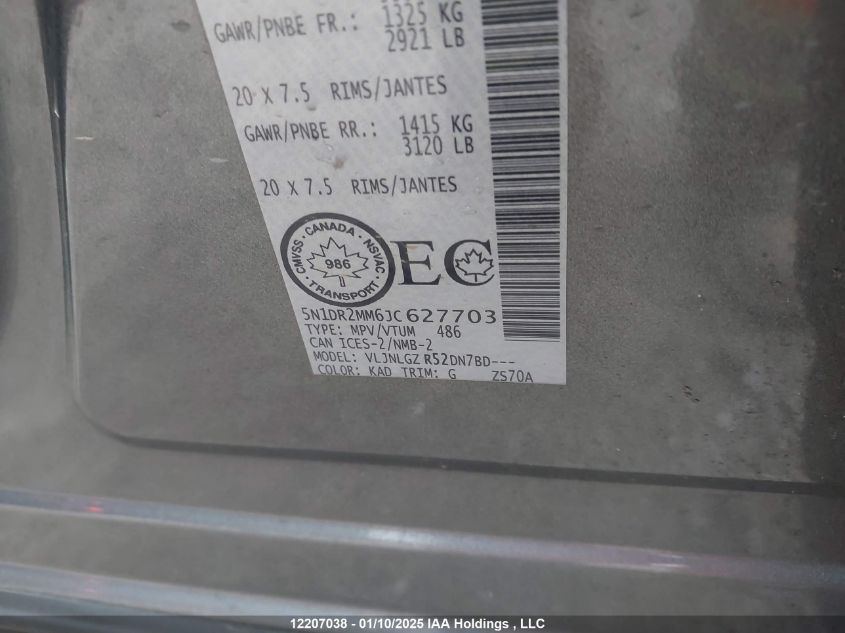 GAWR/PNBE FR.: 1325 KG
2921 LB
20 X 7.5 RIMS/JANTES
GAWR/PNBE RR.: 1415 KG
3120 LB
20 X 7.5 RIMS/JANTES
CMVSS · CANADA · NSVAC · TRANSPORT ·
986
EC
5N1DR2MM6JC627703
TYPE: MPV/VTUM 486
CAN ICES-2/NMB-2
MODEL: VLJNLGZ R52DN7BD---
COLOR: KAD TRIM: G ZS70A
12207038 - 01/10/2025 IAA Holdings , LLC